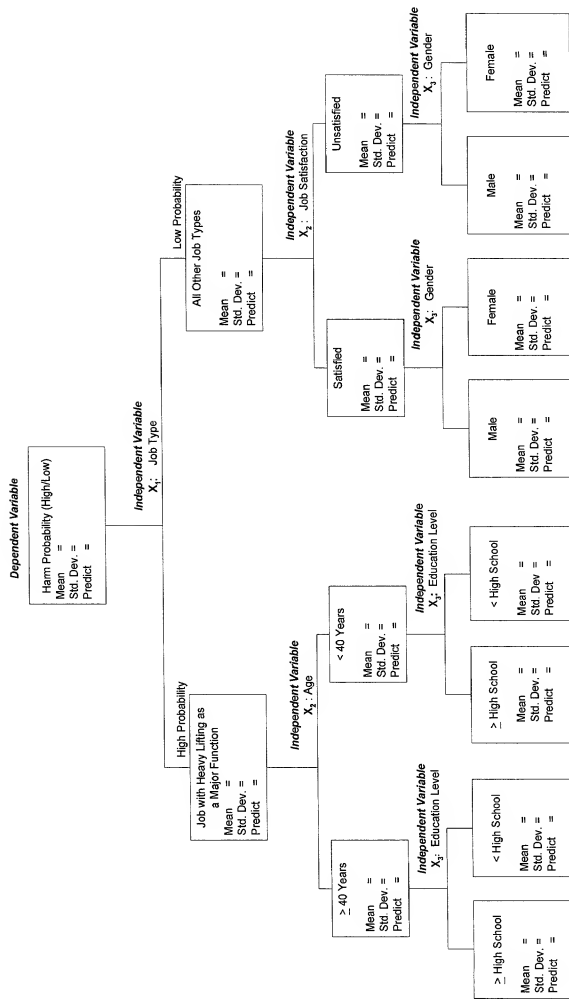 Dependent Variable
Harm Probability (High/Low)
Mean =
Std. Dev. =
Predict =
Independent Variable
X₁: Job Type
High Probability
Low Probability
Job with Heavy Lifting as
a Major Function
Mean =
Std. Dev. =
Predict =
All Other Job Types
Mean =
Std. Dev. =
Predict =
Independent Variable
X₂: Age
Independent Variable
X₂: Job Satisfaction
≥ 40 Years
Mean =
Std. Dev. =
Predict =
< 40 Years
Mean =
Std. Dev. =
Predict =
Satisfied
Mean =
Std. Dev. =
Predict =
Unsatisfied
Mean =
Std. Dev. =
Predict =
Independent Variable
X₃: Education Level
Independent Variable
X₃: Education Level
Independent Variable
X₃: Gender
Independent Variable
X₃: Gender
≥ High School
Mean =
Std. Dev. =
Predict =
< High School
Mean =
Std. Dev. =
Predict =
≥ High School
Mean =
Std. Dev. =
Predict =
< High School
Mean =
Std. Dev =
Predict =
Male
Mean =
Std. Dev. =
Predict =
Female
Mean =
Std. Dev. =
Predict =
Male
Mean =
Std. Dev. =
Predict =
Female
Mean =
Std. Dev. =
Predict =